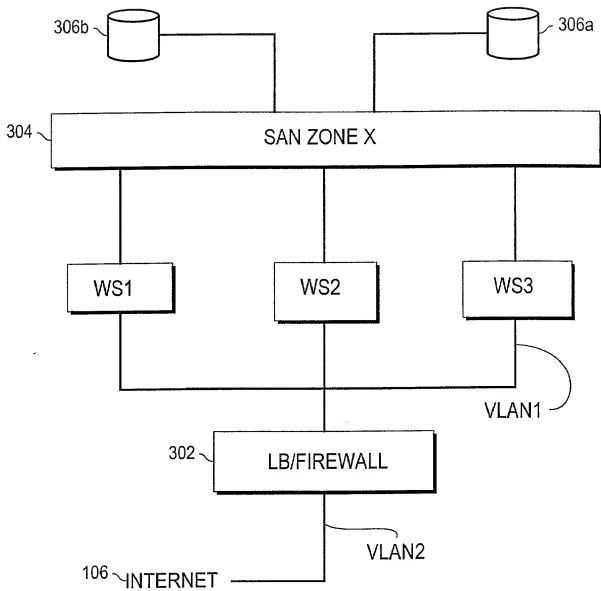 306b
306a
304
SAN ZONE X
WS1
WS2
WS3
VLAN1
302
LB/FIREWALL
VLAN2
106 INTERNET